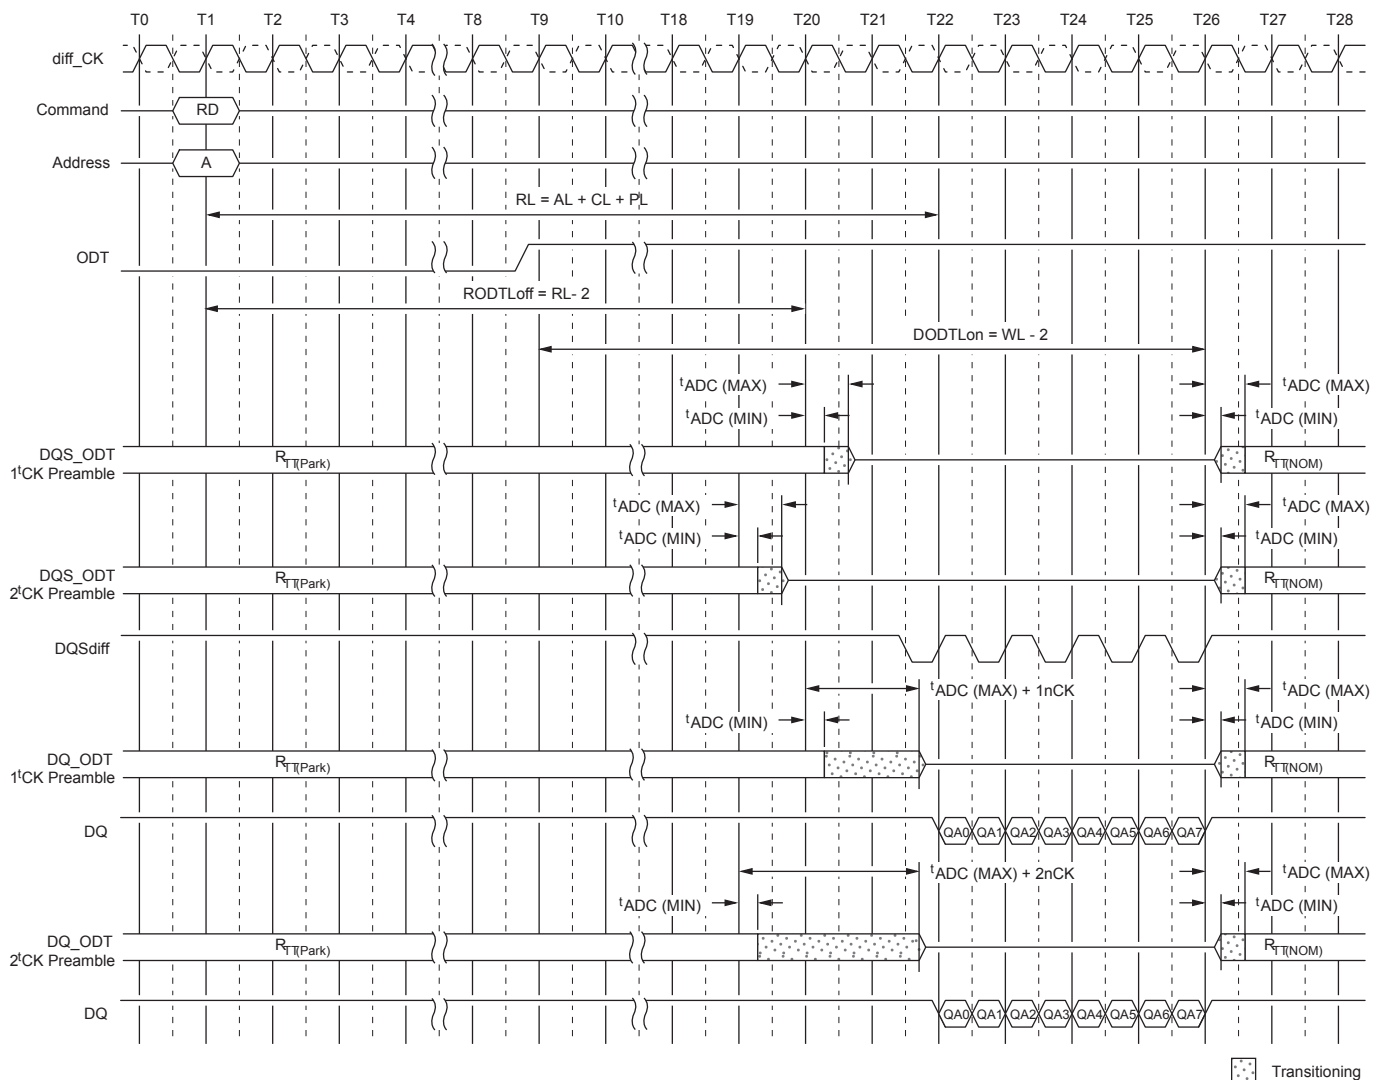 T0 T1 T2 T3 T4 T8 T9 T10 T18 T19 T20 T21 T22 T23 T24 T25 T26 T27 T28
diff_CK
Command RD
Address A
RL = AL + CL + PL
ODT
RODTLoff = RL- 2
DODTLon = WL - 2
tADC (MAX) tADC (MAX)
tADC (MIN) tADC (MIN)
DQS_ODT
1tCK Preamble RTT(Park) RTT(NOM)
tADC (MAX) tADC (MAX)
tADC (MIN) tADC (MIN)
DQS_ODT
2tCK Preamble RTT(Park) RTT(NOM)
DQSdiff
tADC (MAX) + 1nCK tADC (MAX)
tADC (MIN) tADC (MIN)
DQ_ODT
1tCK Preamble RTT(Park) RTT(NOM)
DQ QA0 QA1 QA2 QA3 QA4 QA5 QA6 QA7
tADC (MAX) + 2nCK tADC (MAX)
tADC (MIN) tADC (MIN)
DQ_ODT
2tCK Preamble RTT(Park) RTT(NOM)
DQ QA0 QA1 QA2 QA3 QA4 QA5 QA6 QA7
Transitioning